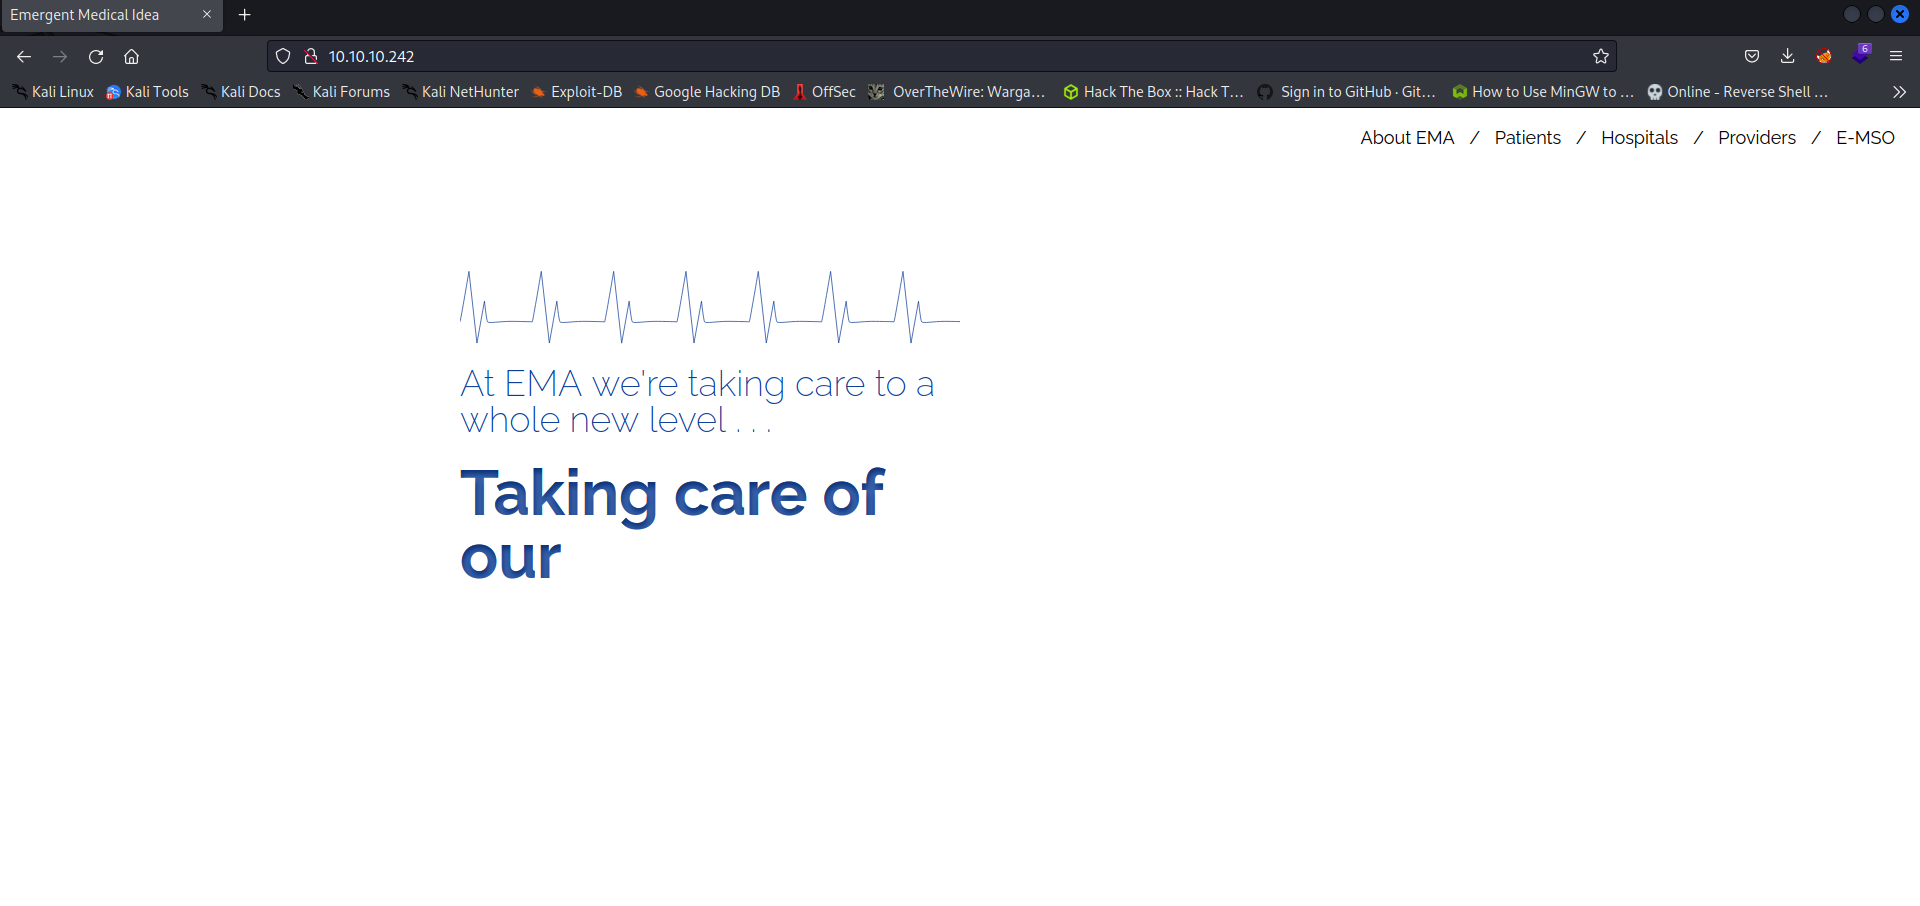 Emergent Medical Idea
10.10.10.242
6
Kali Linux Kali Tools Kali Docs Kali Forums Kali NetHunter Exploit-DB Google Hacking DB OffSec OverTheWire: Warga… Hack The Box :: Hack T… Sign in to GitHub · Git… How to Use MinGW to … Online - Reverse Shell …
About EMA / Patients / Hospitals / Providers / E-MSO
At EMA we're taking care to a
whole new level . . .
Taking care of
our